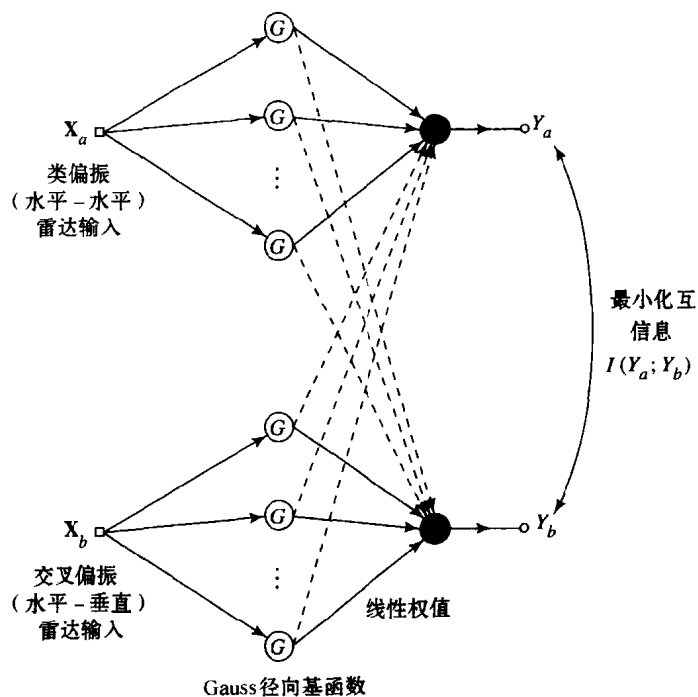 G
X_a
Y_a
G
类偏振
(水平－水平)
雷达输入
⋮
G
最小化互
信息
I(Y_a; Y_b)
G
X_b
Y_b
G
交叉偏振
(水平－垂直)
雷达输入
⋮
线性权值
G
Gauss径向基函数